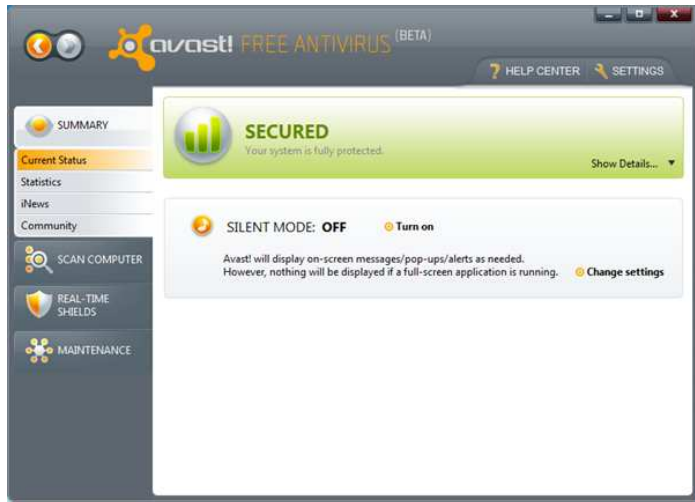 avast! FREE ANTIVIRUS (BETA)
HELP CENTER
SETTINGS
SUMMARY
Current Status
Statistics
iNews
Community
SCAN COMPUTER
REAL-TIME
SHIELDS
MAINTENANCE
SECURED
Your system is fully protected.
Show Details...
SILENT MODE: OFF
Turn on
Avast! will display on-screen messages/pop-ups/alerts as needed.
However, nothing will be displayed if a full-screen application is running.
Change settings